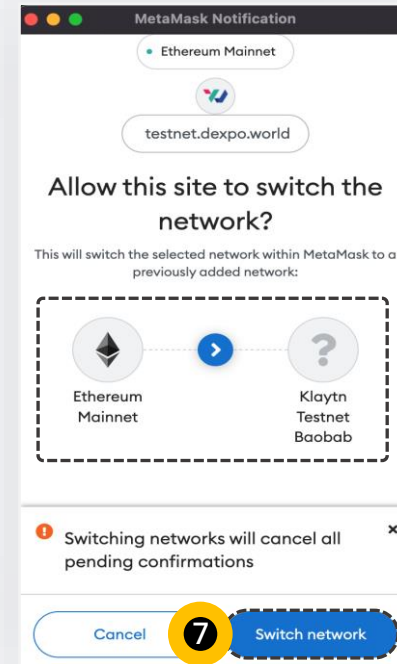 MetaMask Notification
Ethereum Mainnet
testnet.dexpo.world
Allow this site to switch the
network?
This will switch the selected network within MetaMask to a
previously added network:
Ethereum
Mainnet
?
Klaytn
Testnet
Baobab
Switching networks will cancel all
pending confirmations
Cancel
7
Switch network